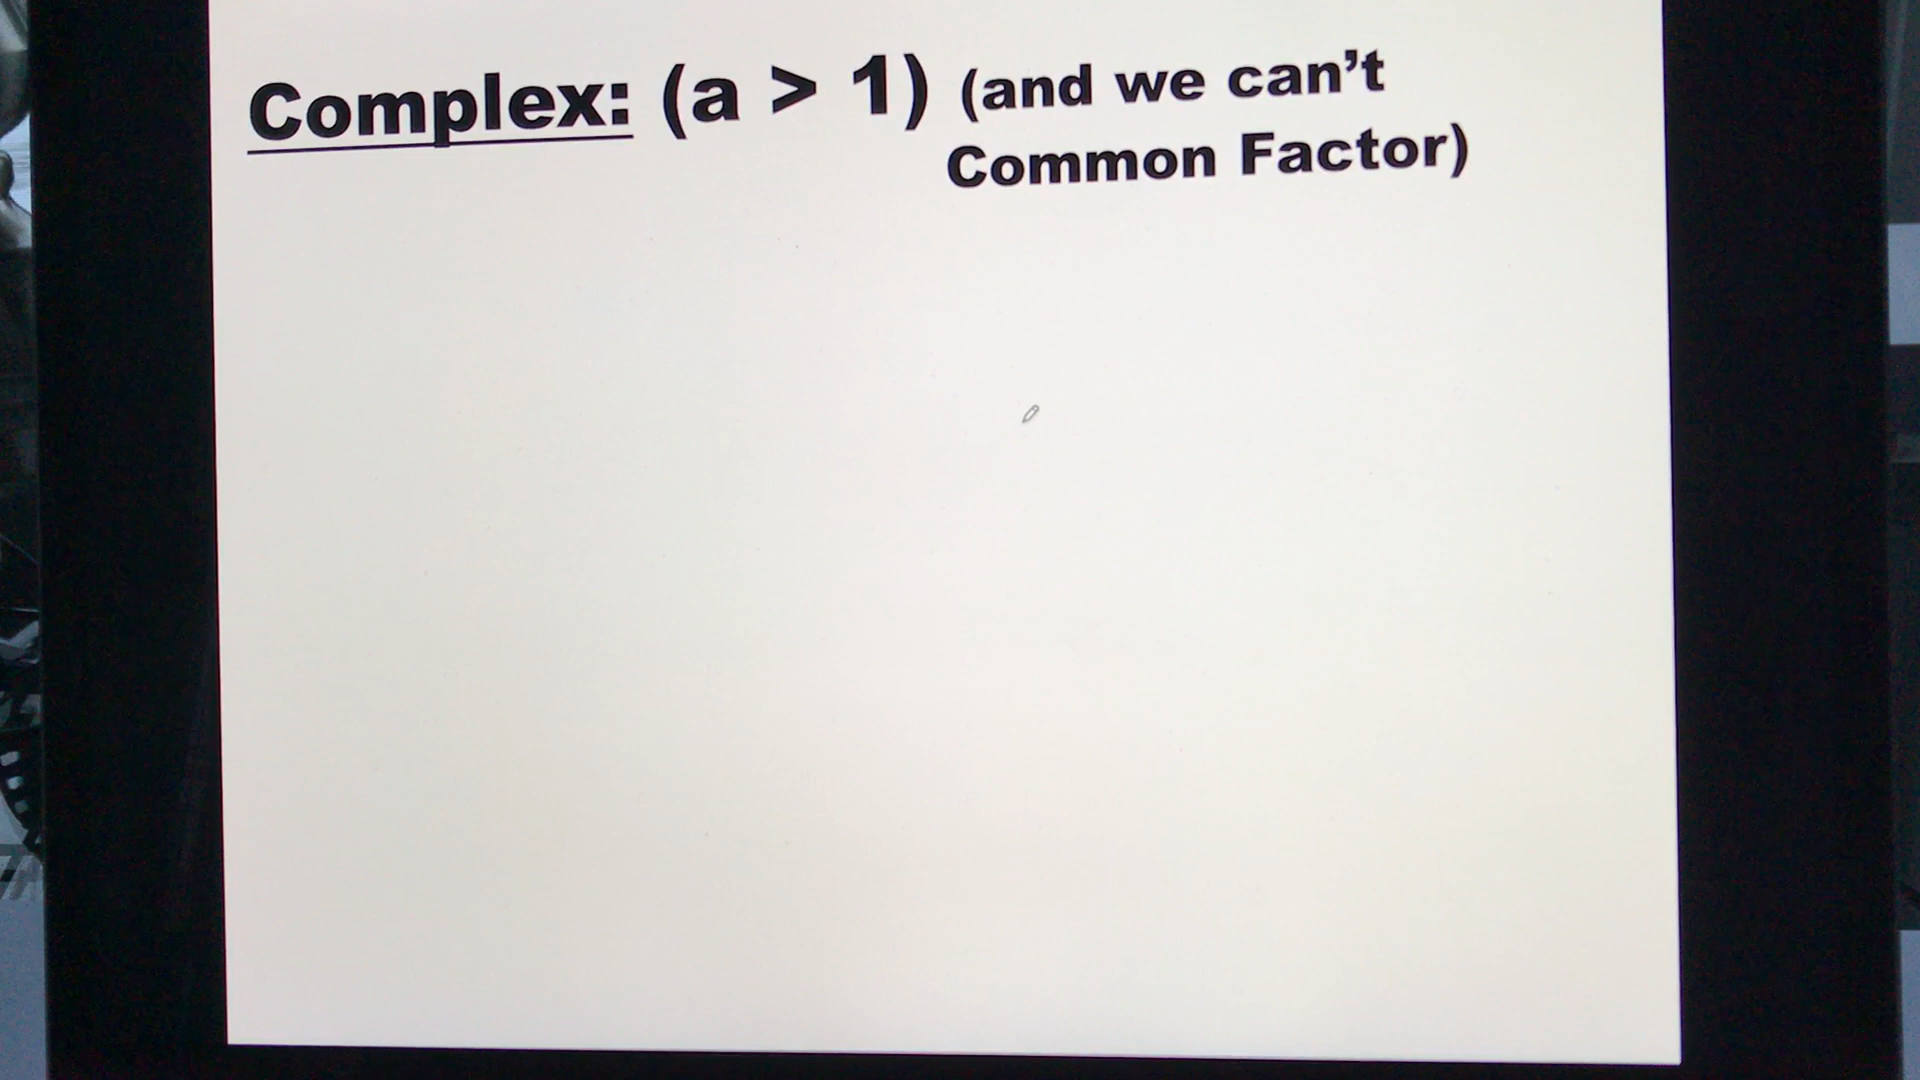 Complex: (a > 1) (and we can’t
Common Factor)